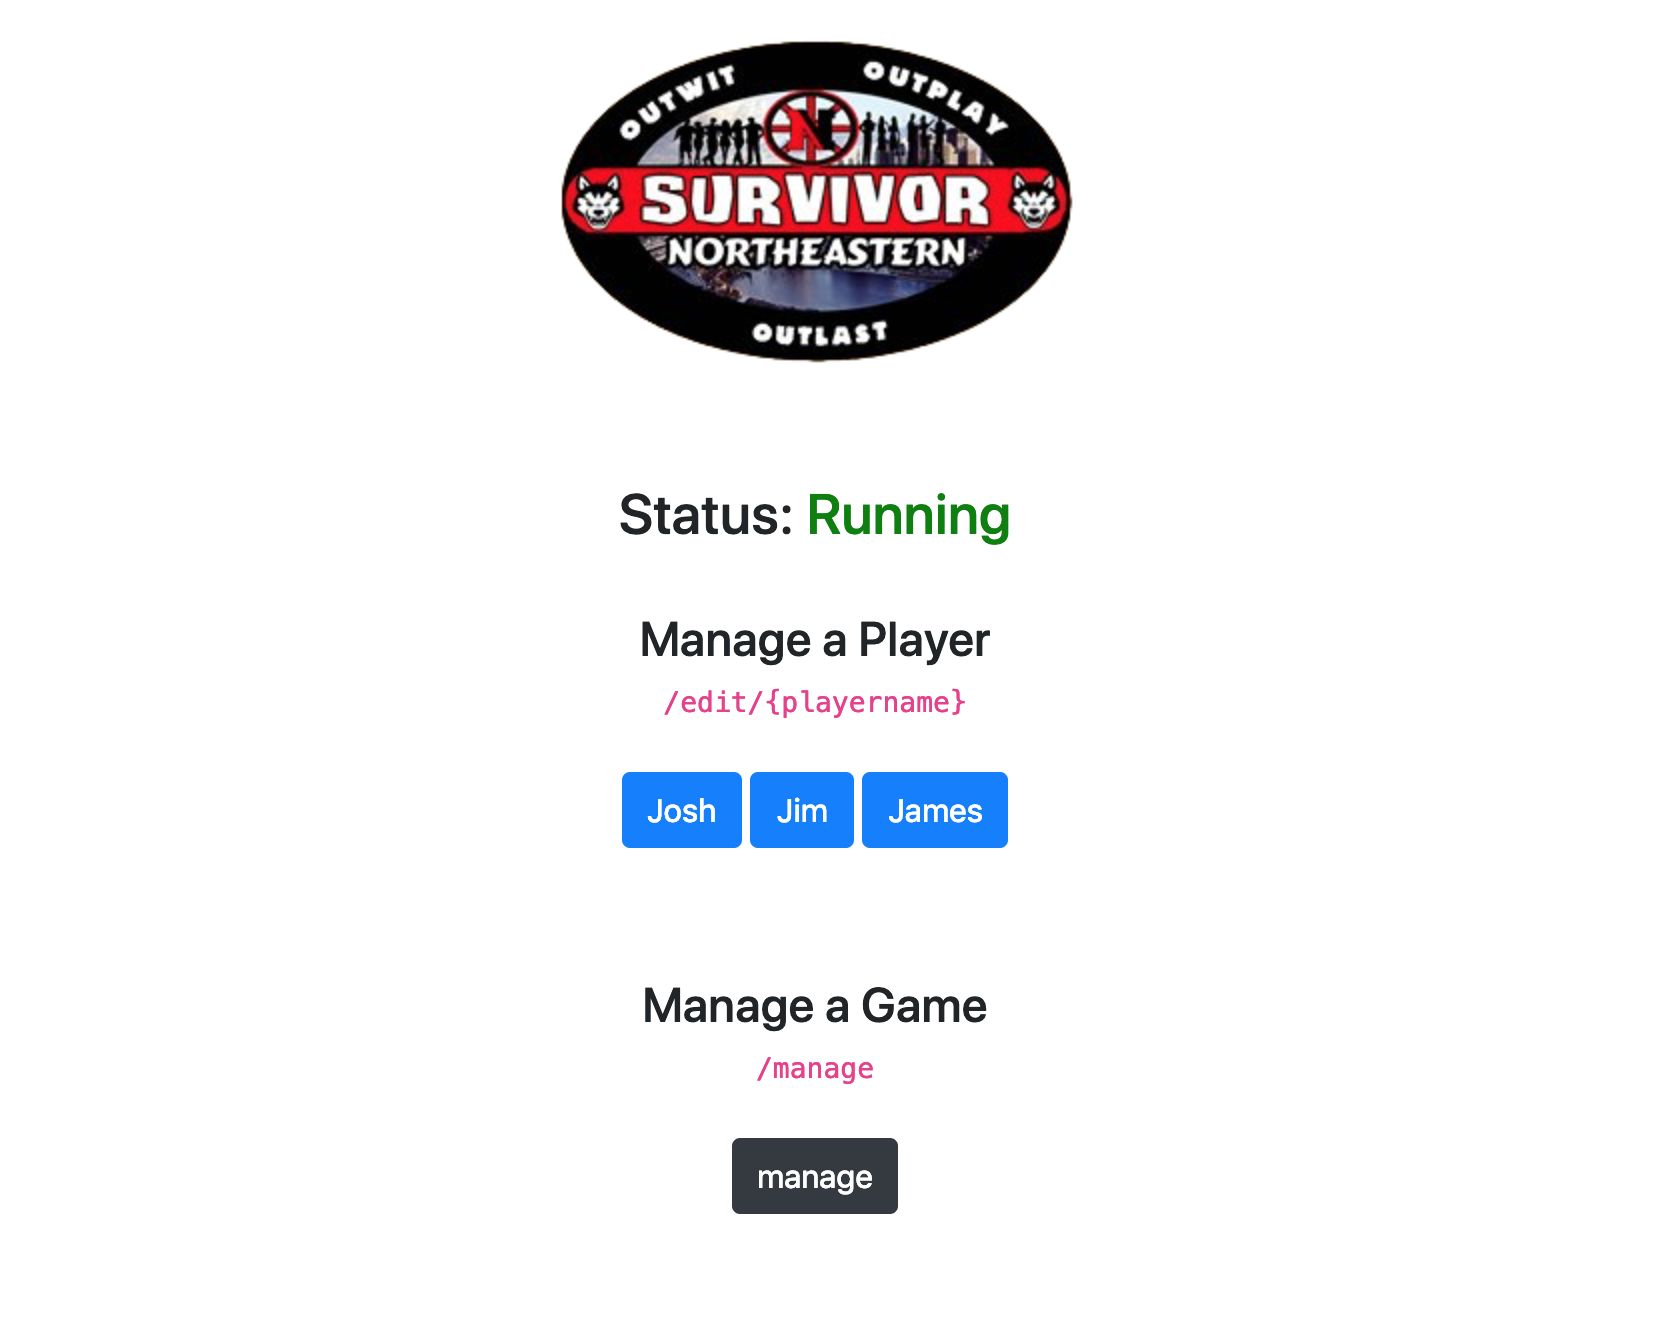 OUTWIT OUTPLAY
SURVIVOR
NORTHEASTERN
OUTLAST
Status: Running
Manage a Player
/edit/{playername}
Josh Jim James
Manage a Game
/manage
manage